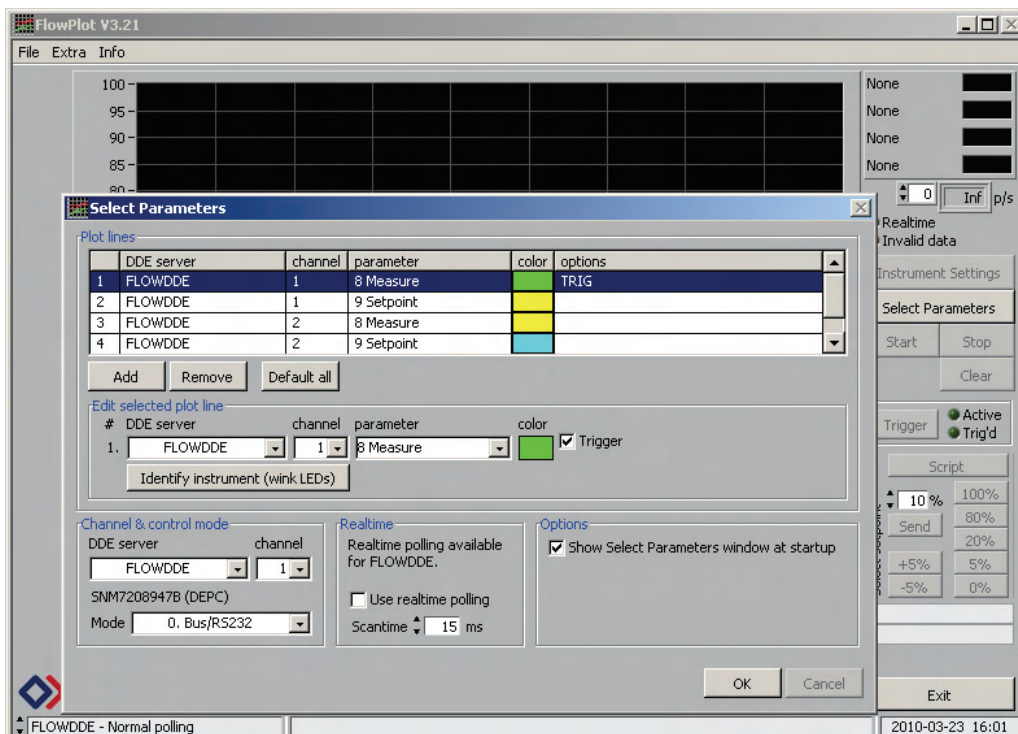 FlowPlot V3.21
File Extra Info
100
95
90
85
80
None
None
None
None
0 Inf p/s
Realtime
Invalid data
Instrument Settings
Select Parameters
Start Stop
Clear
Trigger Active
Trig'd
Script
10 % 100%
Send 80%
20%
+5% 5%
-5% 0%
Exit
Select Parameters
Plot lines
DDE server channel parameter color options
1 FLOWDDE 1 8 Measure TRIG
2 FLOWDDE 1 9 Setpoint
3 FLOWDDE 2 8 Measure
4 FLOWDDE 2 9 Setpoint
Add Remove Default all
Edit selected plot line
# DDE server channel parameter color
1. FLOWDDE 1 8 Measure Trigger
Identify instrument (wink LEDs)
Channel & control mode
DDE server channel
FLOWDDE 1
SNM7208947B (DEPC)
Mode 0. Bus/RS232
Realtime
Realtime polling available
for FLOWDDE.
Use realtime polling
Scantime 15 ms
Options
Show Select Parameters window at startup
OK Cancel
FLOWDDE - Normal polling
2010-03-23 16:01